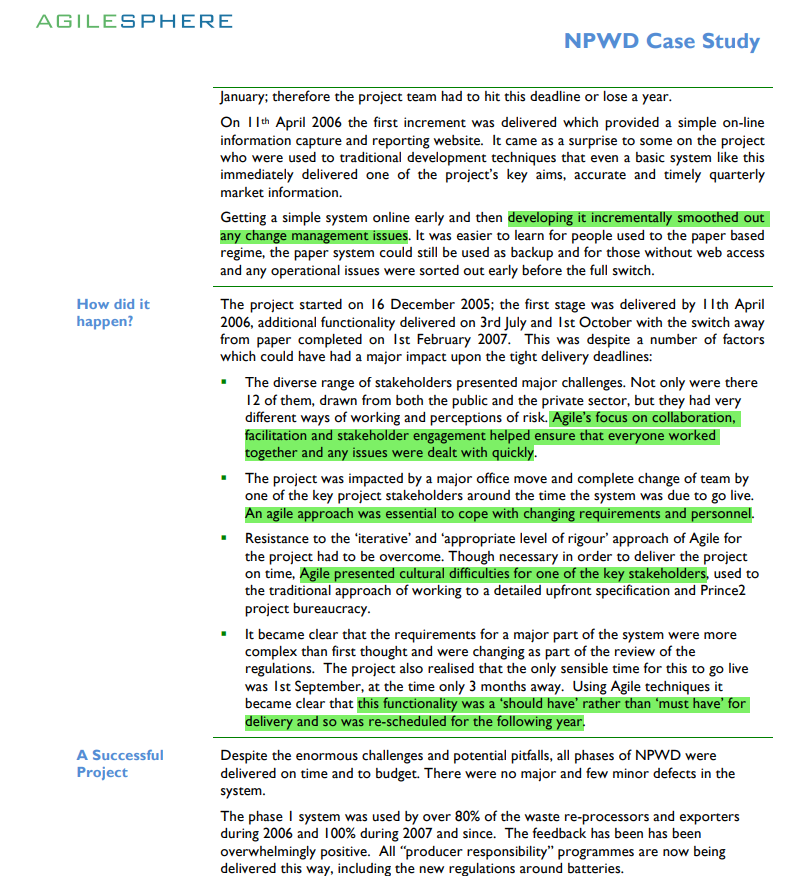 AGILESPHERE
NPWD Case Study
January; therefore the project team had to hit this deadline or lose a year.
On 11th April 2006 the first increment was delivered which provided a simple on-line
information capture and reporting website. It came as a surprise to some on the project
who were used to traditional development techniques that even a basic system like this
immediately delivered one of the project's key aims, accurate and timely quarterly
market information.
Getting a simple system online early and then developing it incrementally smoothed out
any change management issues. It was easier to learn for people used to the paper based
regime, the paper system could still be used as backup and for those without web access
and any operational issues were sorted out early before the full switch.
How did it
happen?
The project started on 16 December 2005; the first stage was delivered by 11th April
2006, additional functionality delivered on 3rd July and 1st October with the switch away
from paper completed on 1st February 2007. This was despite a number of factors
which could have had a major impact upon the tight delivery deadlines:
▪ The diverse range of stakeholders presented major challenges. Not only were there
12 of them, drawn from both the public and the private sector, but they had very
different ways of working and perceptions of risk. Agile's focus on collaboration,
facilitation and stakeholder engagement helped ensure that everyone worked
together and any issues were dealt with quickly.
▪ The project was impacted by a major office move and complete change of team by
one of the key project stakeholders around the time the system was due to go live.
An agile approach was essential to cope with changing requirements and personnel.
▪ Resistance to the 'iterative' and 'appropriate level of rigour' approach of Agile for
the project had to be overcome. Though necessary in order to deliver the project
on time, Agile presented cultural difficulties for one of the key stakeholders, used to
the traditional approach of working to a detailed upfront specification and Prince2
project bureaucracy.
▪ It became clear that the requirements for a major part of the system were more
complex than first thought and were changing as part of the review of the
regulations. The project also realised that the only sensible time for this to go live
was 1st September, at the time only 3 months away. Using Agile techniques it
became clear that this functionality was a 'should have' rather than 'must have' for
delivery and so was re-scheduled for the following year.
A Successful
Project
Despite the enormous challenges and potential pitfalls, all phases of NPWD were
delivered on time and to budget. There were no major and few minor defects in the
system.
The phase 1 system was used by over 80% of the waste re-processors and exporters
during 2006 and 100% during 2007 and since. The feedback has been has been
overwhelmingly positive. All "producer responsibility" programmes are now being
delivered this way, including the new regulations around batteries.